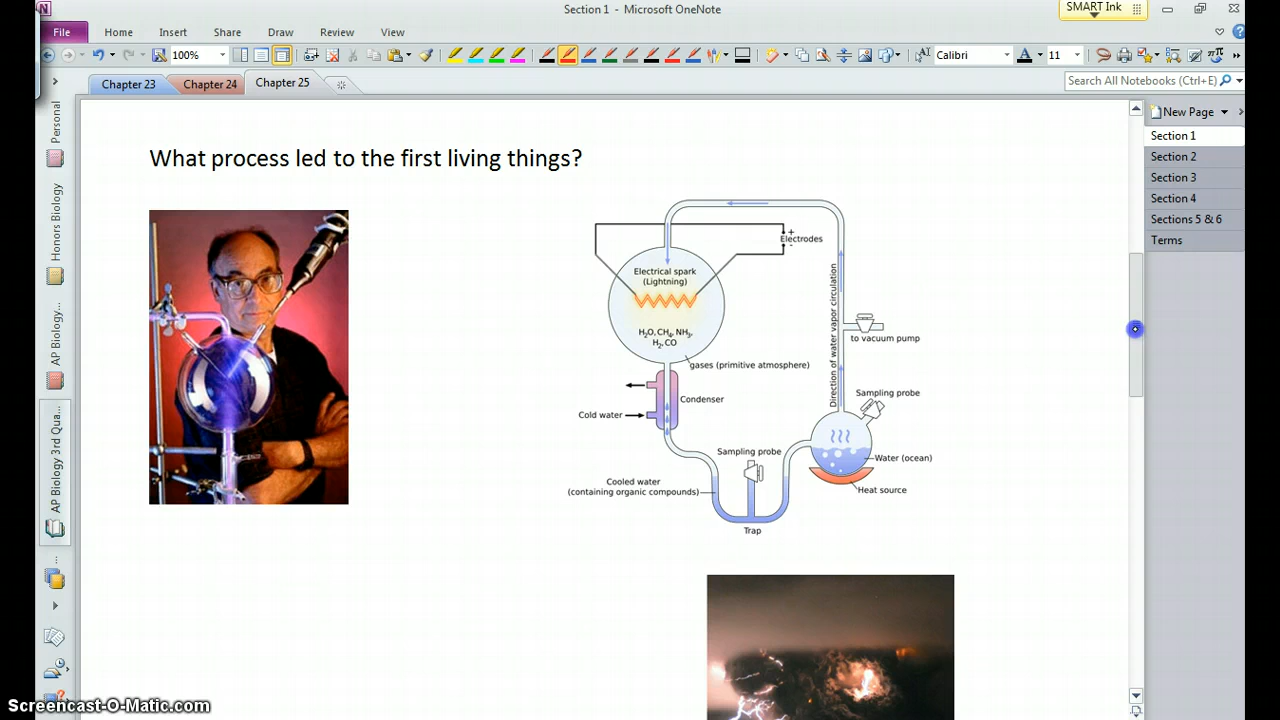 Section 1 - Microsoft OneNote
SMART Ink
File Home Insert Share Draw Review View
100%
Calibri
11
Chapter 23 Chapter 24 Chapter 25
Search All Notebooks (Ctrl+E)
New Page
Section 1
Section 2
Section 3
Section 4
Sections 5 & 6
Terms
Personal
Honors Biology
AP Biology...
AP Biology 3rd Qua...
What process led to the first living things?
+
Electrodes
-
Electrical spark
(Lightning)
H2O, CH4, NH3,
H2, CO
gases (primitive atmosphere)
Direction of water vapor circulation
to vacuum pump
Condenser
Cold water
Sampling probe
Sampling probe
Water (ocean)
Heat source
Cooled water
(containing organic compounds)
Trap
Screencast-O-Matic.com